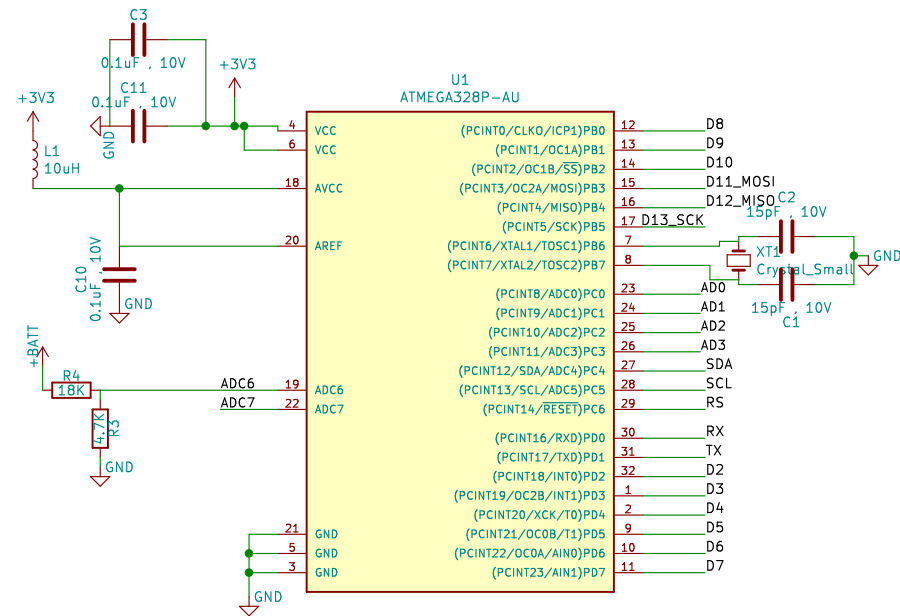 C3
0.1uF , 10V
C11
0.1uF , 10V
GND
+3V3
+3V3
L1
10uH
C10
0.1uF , 10V
GND
+BATT
R4
18K
4.7K
R3
GND
ADC6
ADC7
U1
ATMEGA328P-AU
4 VCC
6 VCC
18 AVCC
20 AREF
19 ADC6
22 ADC7
21 GND
5 GND
3 GND
GND
(PCINT0/CLKO/ICP1)PB0 12 D8
(PCINT1/OC1A)PB1 13 D9
(PCINT2/OC1B/SS)PB2 14 D10
(PCINT3/OC2A/MOSI)PB3 15 D11_MOSI
(PCINT4/MISO)PB4 16 D12_MISO
(PCINT5/SCK)PB5 17 D13_SCK
(PCINT6/XTAL1/TOSC1)PB6 7
(PCINT7/XTAL2/TOSC2)PB7 8
(PCINT8/ADC0)PC0 23 AD0
(PCINT9/ADC1)PC1 24 AD1
(PCINT10/ADC2)PC2 25 AD2
(PCINT11/ADC3)PC3 26 AD3
(PCINT12/SDA/ADC4)PC4 27 SDA
(PCINT13/SCL/ADC5)PC5 28 SCL
(PCINT14/RESET)PC6 29 RS
(PCINT16/RXD)PD0 30 RX
(PCINT17/TXD)PD1 31 TX
(PCINT18/INT0)PD2 32 D2
(PCINT19/OC2B/INT1)PD3 1 D3
(PCINT20/XCK/T0)PD4 2 D4
(PCINT21/OC0B/T1)PD5 9 D5
(PCINT22/OC0A/AIN0)PD6 10 D6
(PCINT23/AIN1)PD7 11 D7
C2
15pF , 10V
XT1
Crystal_Small
GND
15pF , 10V
C1